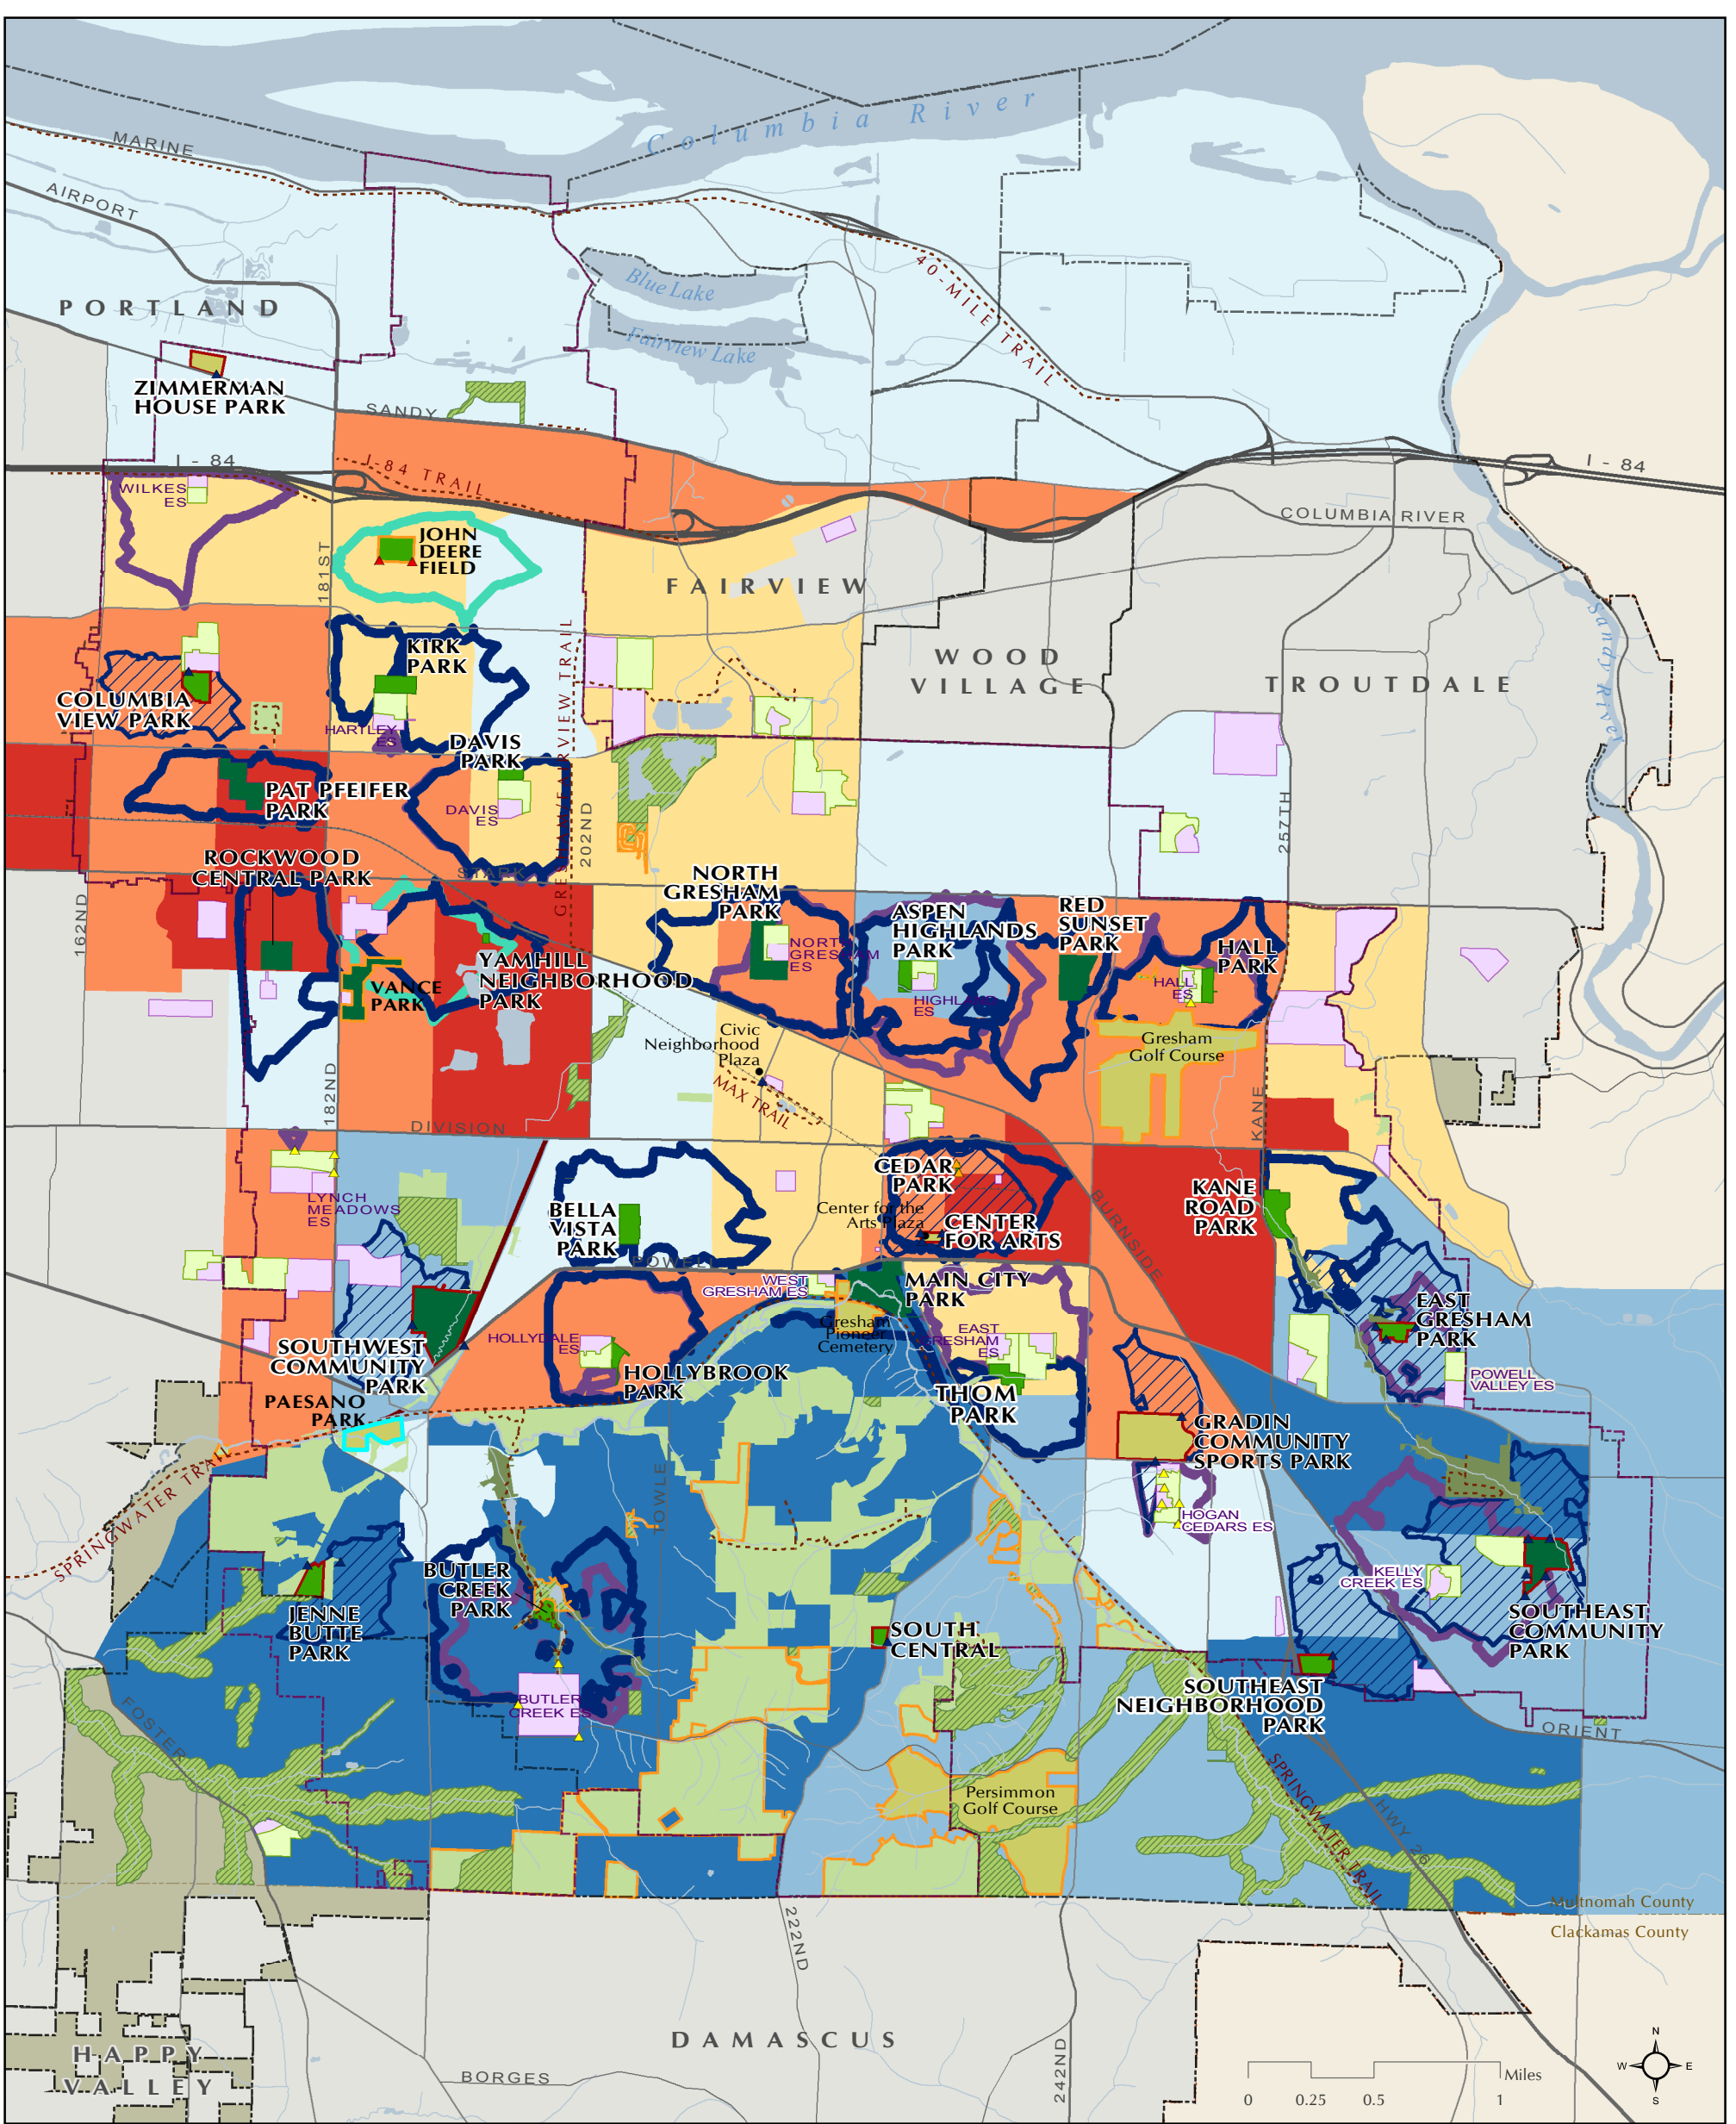 Columbia River
MARINE
AIRPORT
40-MILE TRAIL
Blue Lake
PORTLAND
Fairview Lake
ZIMMERMAN
HOUSE PARK
SANDY
I - 84
I-84 TRAIL
I - 84
WILKES
ES
COLUMBIA RIVER
181ST
JOHN
DEERE
FIELD
FAIRVIEW
Sandy River
KIRK
PARK
WOOD
VILLAGE
TROUTDALE
COLUMBIA
VIEW PARK
HARTLEY
ES
GRESHAM/FAIRVIEW TRAIL
DAVIS
PARK
PAT PFEIFER
PARK
DAVIS
ES
202ND
257TH
ROCKWOOD
CENTRAL PARK
STARK
162ND
NORTH
GRESHAM
PARK
ASPEN
HIGHLANDS
PARK
RED
SUNSET
PARK
HALL
PARK
NORTH
GRESHAM
ES
YAMHILL
NEIGHBORHOOD
PARK
VANCE
PARK
HIGHLAND
ES
HALL
ES
Civic
Neighborhood
Plaza
Gresham
Golf Course
MAX TRAIL
182ND
KANE
DIVISION
CEDAR
PARK
LYNCH
MEADOWS
ES
BELLA
VISTA
PARK
Center for the
Arts Plaza
CENTER
FOR ARTS
BURNSIDE
KANE
ROAD
PARK
POWELL
WEST
GRESHAM ES
MAIN CITY
PARK
EAST
GRESHAM
PARK
Gresham
Pioneer
Cemetery
EAST
GRESHAM
ES
SOUTHWEST
COMMUNITY
PARK
HOLLYDALE
ES
HOLLYBROOK
PARK
POWELL
VALLEY ES
THOM
PARK
PAESANO
PARK
GRADIN
COMMUNITY
SPORTS PARK
SPRINGWATER TRAIL
TOWLE
HOGAN
CEDARS ES
BUTLER
CREEK
PARK
KELLY
CREEK ES
JENNE
BUTTE
PARK
SOUTH
CENTRAL
SOUTHEAST
COMMUNITY
PARK
BUTLER
CREEK ES
SOUTHEAST
NEIGHBORHOOD
PARK
FOSTER
ORIENT
SPRINGWATER TRAIL
Persimmon
Golf Course
HWY 26
Multnomah County
Clackamas County
222ND
DAMASCUS
242ND
HAPPY
VALLEY
BORGES
N
W
E
S
Miles
0 0.25 0.5 1